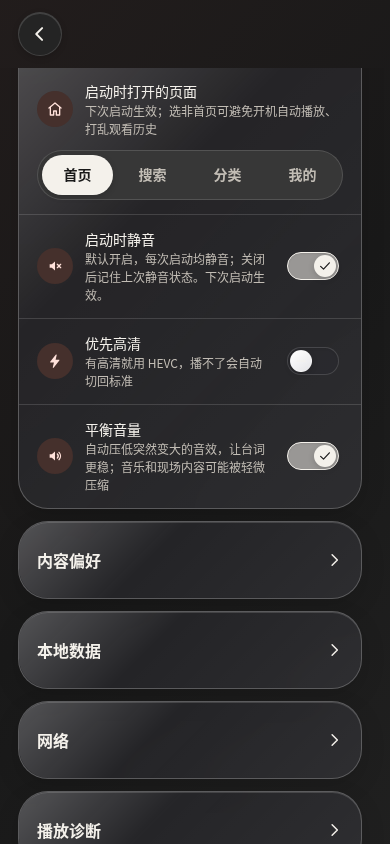 启动时打开的页面
下次启动生效；选非首页可避免开机自动播放、
打乱观看历史
首页
搜索
分类
我的
启动时静音
默认开启，每次启动均静音；关闭
后记住上次静音状态。下次启动生
效。
优先高清
有高清就用 HEVC，播不了会自动
切回标准
平衡音量
自动压低突然变大的音效，让台词
更稳；音乐和现场内容可能被轻微
压缩
内容偏好
本地数据
网络
播放诊断